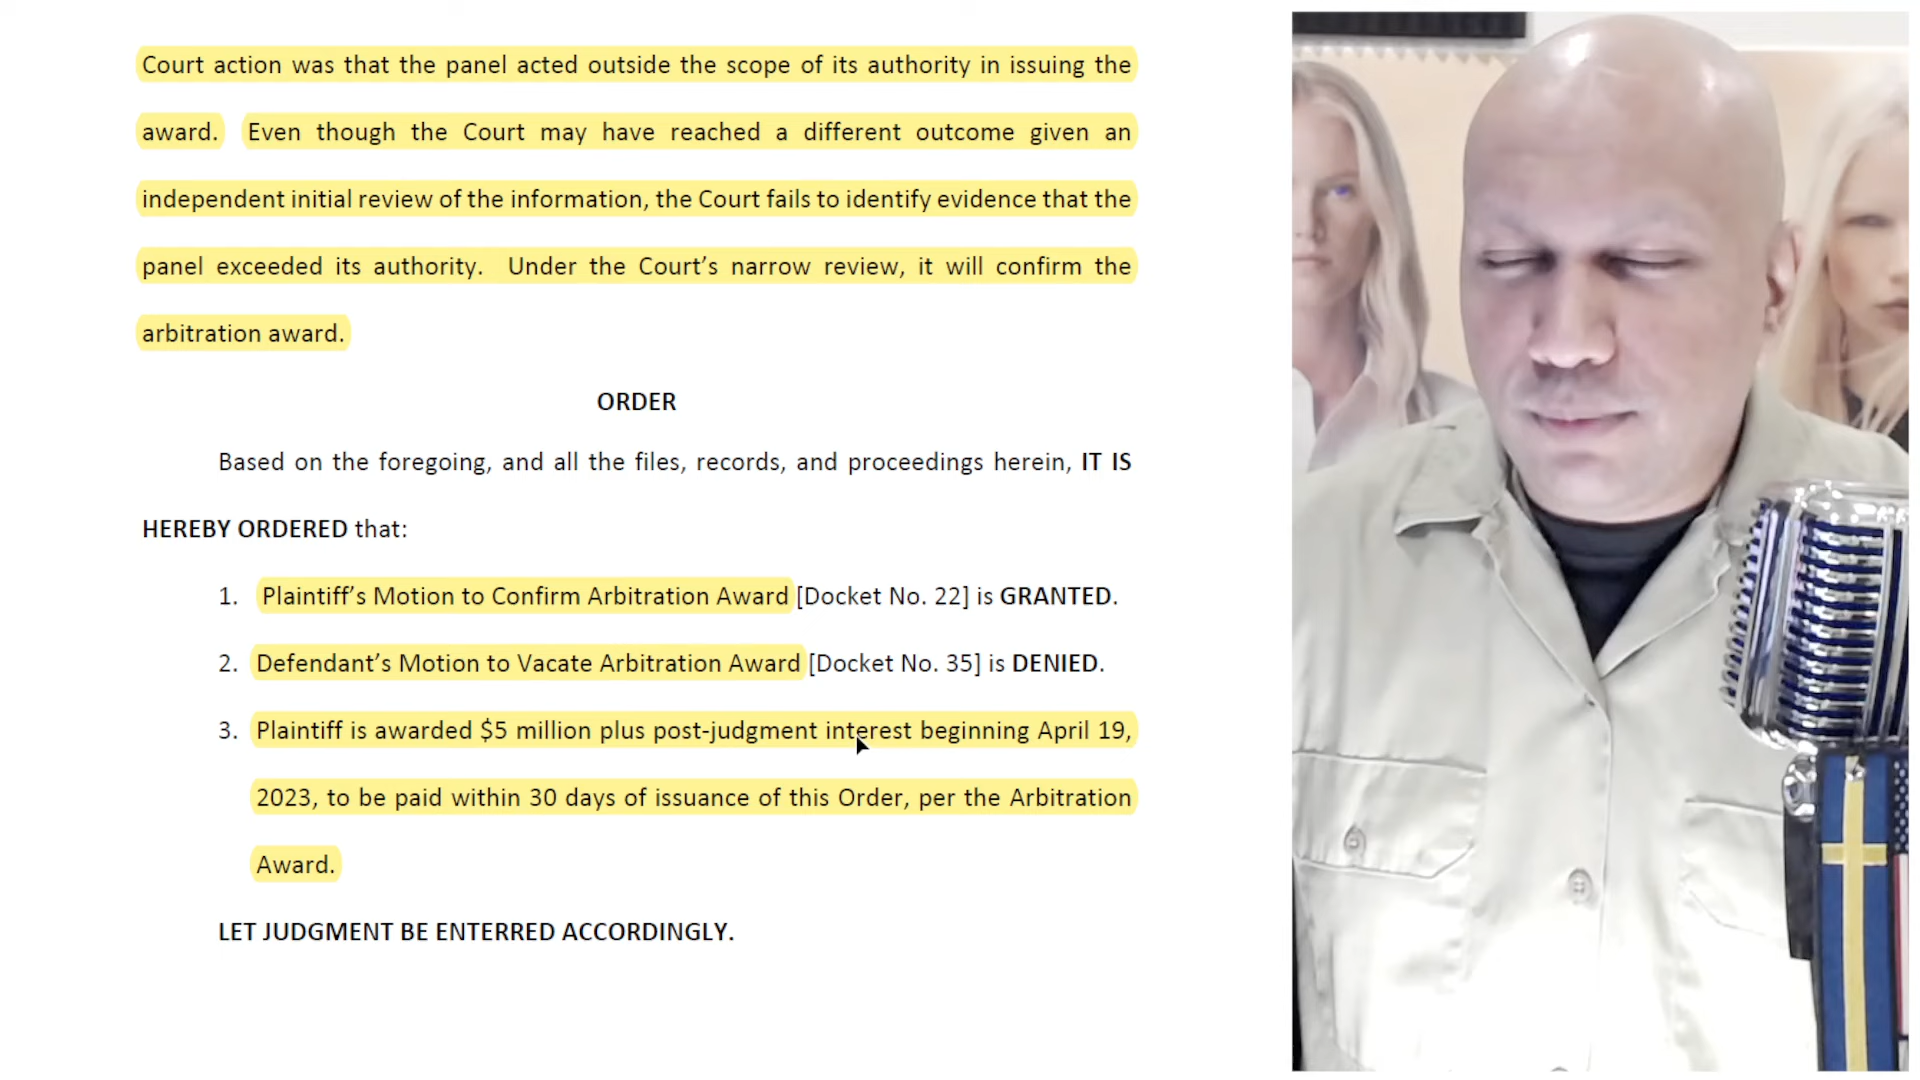 Court action was that the panel acted outside the scope of its authority in issuing the
award. Even though the Court may have reached a different outcome given an
independent initial review of the information, the Court fails to identify evidence that the
panel exceeded its authority. Under the Court’s narrow review, it will confirm the
arbitration award.
ORDER
Based on the foregoing, and all the files, records, and proceedings herein, IT IS
HEREBY ORDERED that:
1. Plaintiff’s Motion to Confirm Arbitration Award [Docket No. 22] is GRANTED.
2. Defendant’s Motion to Vacate Arbitration Award [Docket No. 35] is DENIED.
3. Plaintiff is awarded $5 million plus post-judgment interest beginning April 19,
2023, to be paid within 30 days of issuance of this Order, per the Arbitration
Award.
LET JUDGMENT BE ENTERRED ACCORDINGLY.